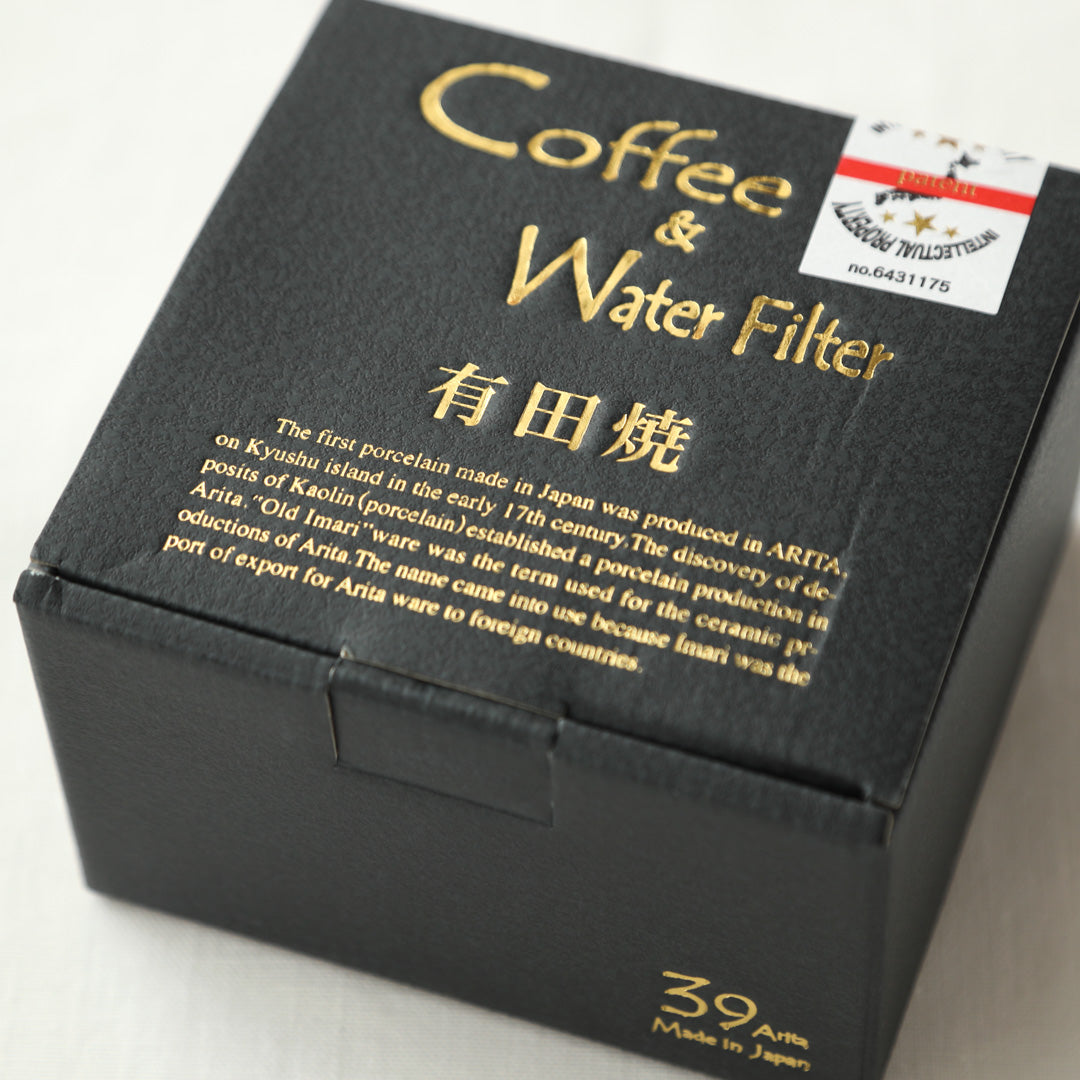 Coffee
&
Water Filter
有田焼
The first porcelain made in Japan was produced in ARITA,
on Kyushu island in the early 17th century.The discovery of de-
posits of Kaolin (porcelain) established a porcelain production in
Arita."Old Imari"ware was the term used for the ceramic pr-
oductions of Arita.The name came into use because Imari was the
port of export for Arita ware to foreign countries.
patent
INTELLECTUAL PROPERTY
no.6431175
39 Arita
Made in Japan